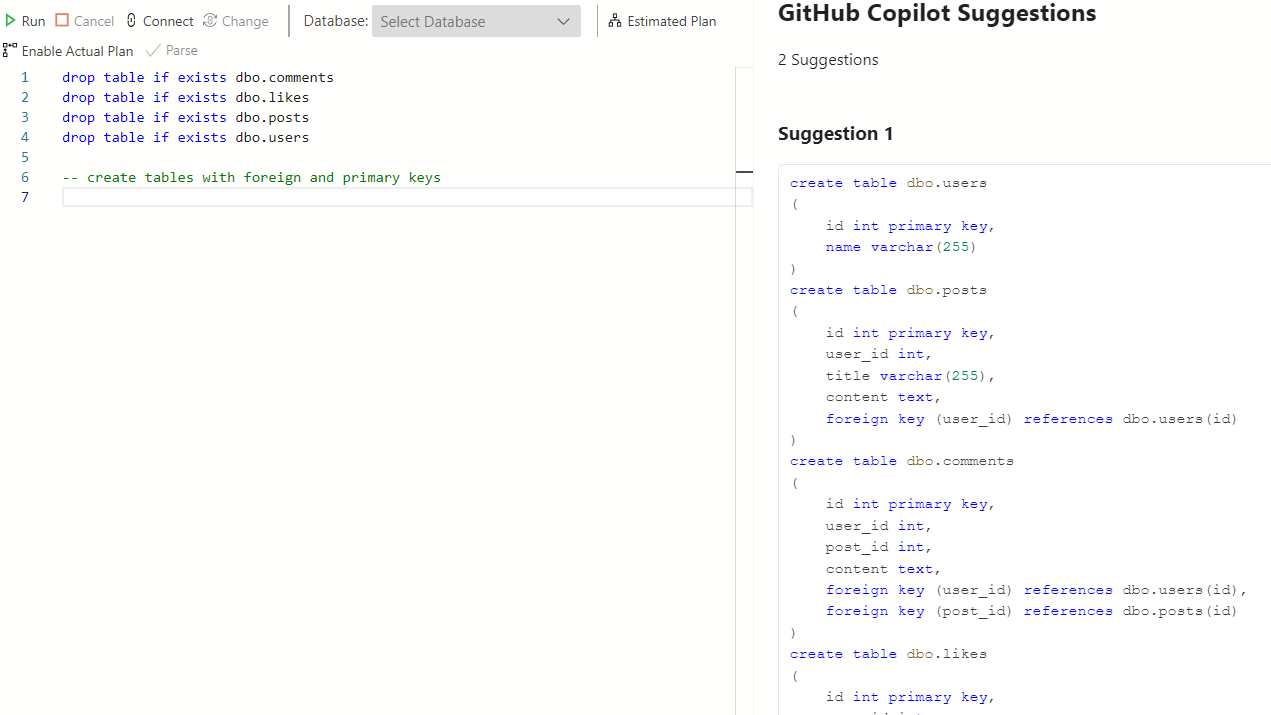 Run Cancel Connect Change Database: Select Database Estimated Plan
Enable Actual Plan Parse
1 drop table if exists dbo.comments
2 drop table if exists dbo.likes
3 drop table if exists dbo.posts
4 drop table if exists dbo.users
5
6 -- create tables with foreign and primary keys
7
GitHub Copilot Suggestions
2 Suggestions
Suggestion 1
create table dbo.users
(
    id int primary key,
    name varchar(255)
)
create table dbo.posts
(
    id int primary key,
    user_id int,
    title varchar(255),
    content text,
    foreign key (user_id) references dbo.users(id)
)
create table dbo.comments
(
    id int primary key,
    user_id int,
    post_id int,
    content text,
    foreign key (user_id) references dbo.users(id),
    foreign key (post_id) references dbo.posts(id)
)
create table dbo.likes
(
    id int primary key,